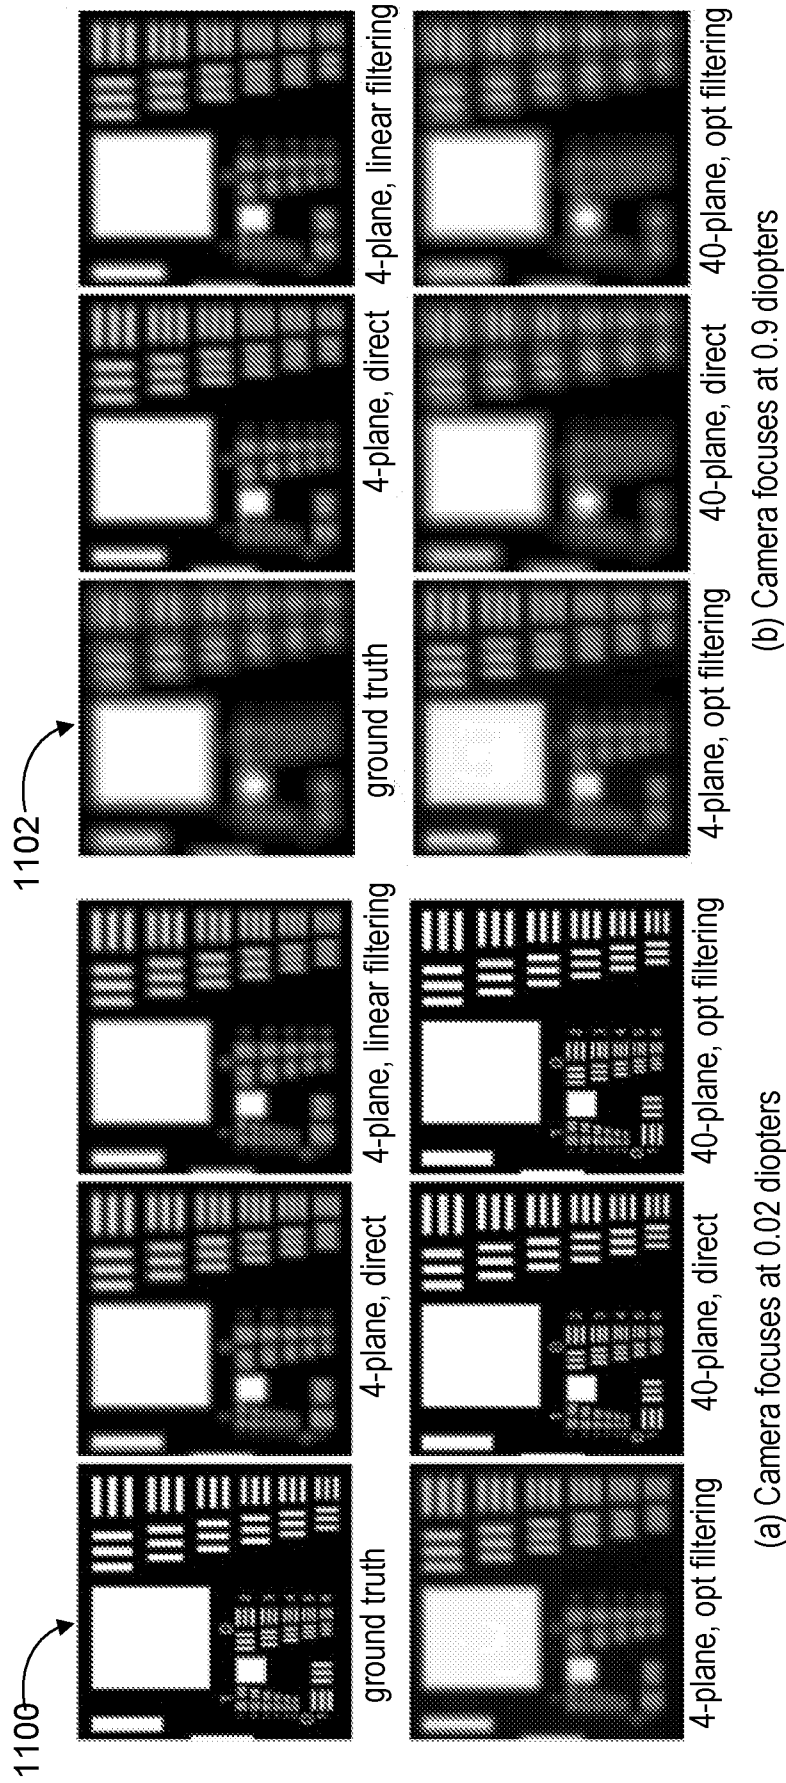 1100
ground truth
4-plane, direct
4-plane, linear filtering
4-plane, opt filtering
40-plane, direct
40-plane, opt filtering
(a) Camera focuses at 0.02 diopters
1102
ground truth
4-plane, direct
4-plane, linear filtering
4-plane, opt filtering
40-plane, direct
40-plane, opt filtering
(b) Camera focuses at 0.9 diopters